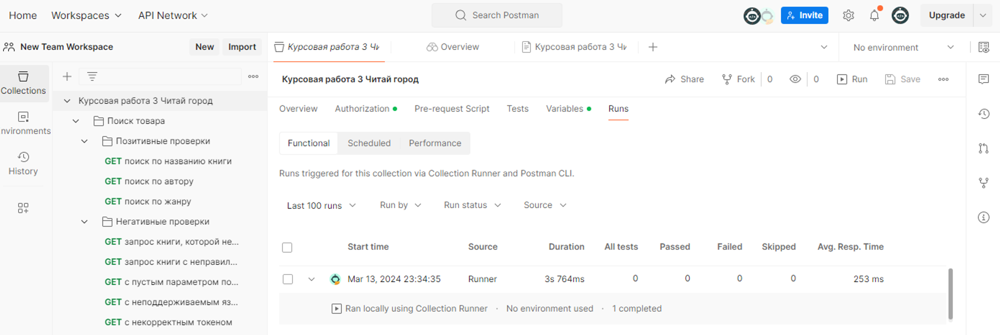 Home Workspaces API Network Search Postman Invite Upgrade
New Team Workspace New Import Курсовая работа 3 Чи Overview Курсовая работа 3 Чи No environment
Collections
nvironments
History
Курсовая работа 3 Читай город
Поиск товара
Позитивные проверки
GET поиск по названию книги
GET поиск по автору
GET поиск по жанру
Негативные проверки
GET запрос книги, которой не...
GET запрос книги с неправил...
GET с пустым параметром по...
GET с неподдерживаемым яз...
GET с некорректным токеном
Курсовая работа 3 Читай город Share Fork 0 0 Run Save
Overview Authorization Pre-request Script Tests Variables Runs
Functional Scheduled Performance
Runs triggered for this collection via Collection Runner and Postman CLI.
Last 100 runs Run by Run status Source
Start time Source Duration All tests Passed Failed Skipped Avg. Resp. Time
Mar 13, 2024 23:34:35 Runner 3s 764ms 0 0 0 0 253 ms
Ran locally using Collection Runner · No environment used · 1 completed